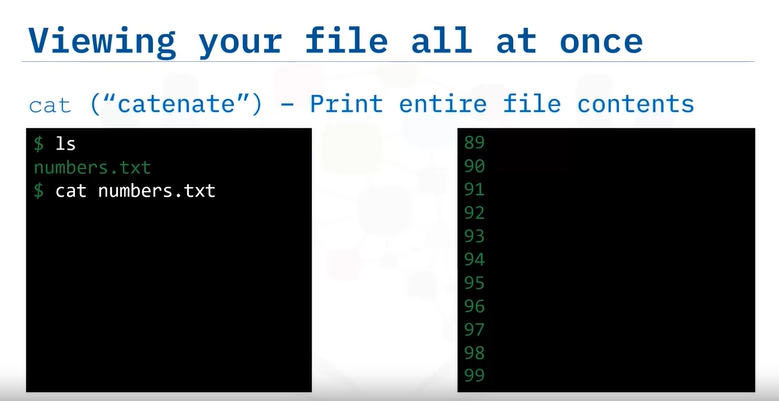 Viewing your file all at once
cat (“catenate”) – Print entire file contents
$ ls
numbers.txt
$ cat numbers.txt
89
90
91
92
93
94
95
96
97
98
99